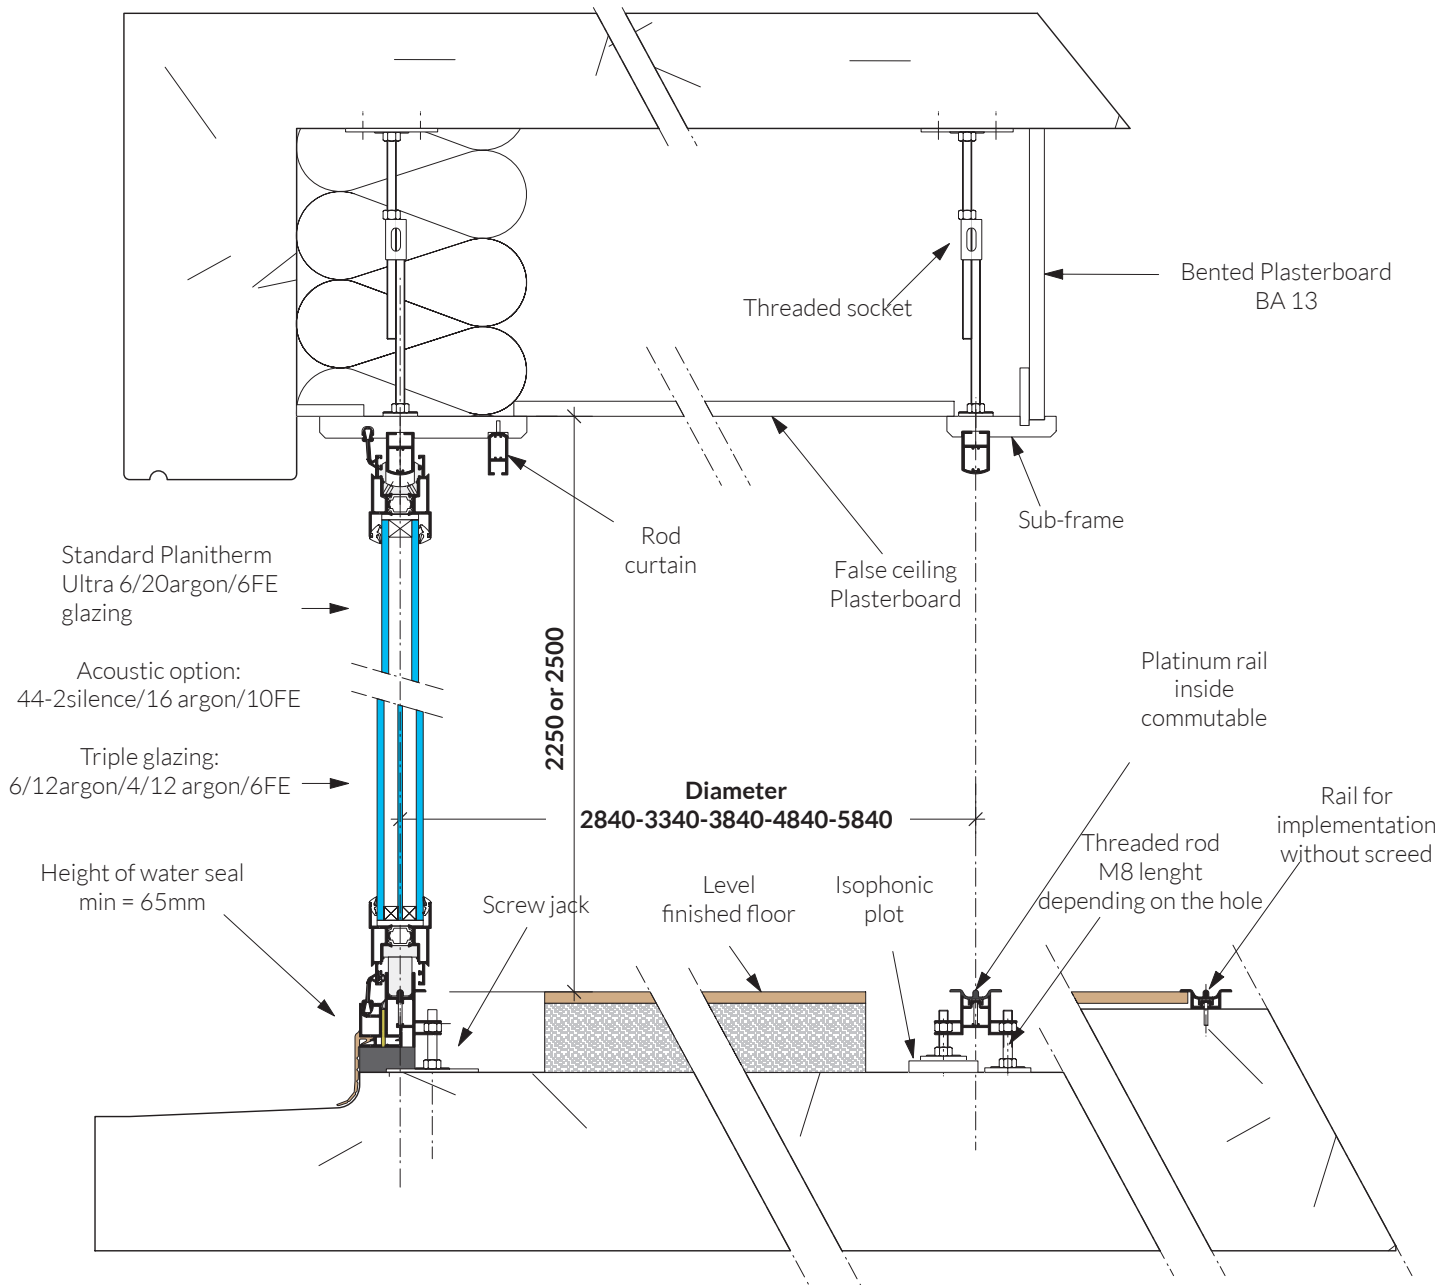 Threaded socket
Bented Plasterboard
BA 13
Rod
curtain
Sub-frame
False ceiling
Plasterboard
Standard Planitherm
Ultra 6/20argon/6FE
glazing
Acoustic option:
44-2silence/16 argon/10FE
Triple glazing:
6/12argon/4/12 argon/6FE
2250 or 2500
Platinum rail
inside
commutable
Diameter
2840-3340-3840-4840-5840
Rail for
implementation
without screed
Threaded rod
M8 lenght
depending on the hole
Height of water seal
min = 65mm
Screw jack
Level
finished floor
Isophonic
plot